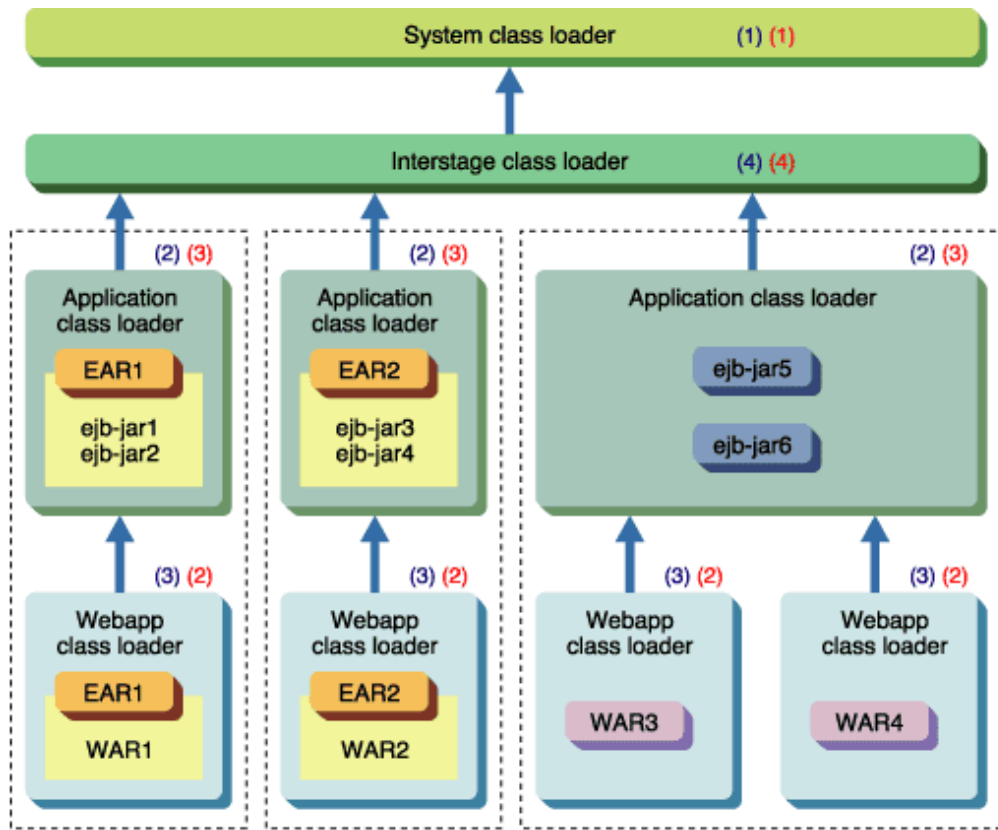 System class loader (1) (1)
Interstage class loader (4) (4)
(2) (3)
Application
class loader
EAR1
ejb-jar1
ejb-jar2
(3) (2)
Webapp
class loader
EAR1
WAR1
(2) (3)
Application
class loader
EAR2
ejb-jar3
ejb-jar4
(3) (2)
Webapp
class loader
EAR2
WAR2
(2) (3)
Application class loader
ejb-jar5
ejb-jar6
(3) (2)
Webapp
class loader
WAR3
(3) (2)
Webapp
class loader
WAR4